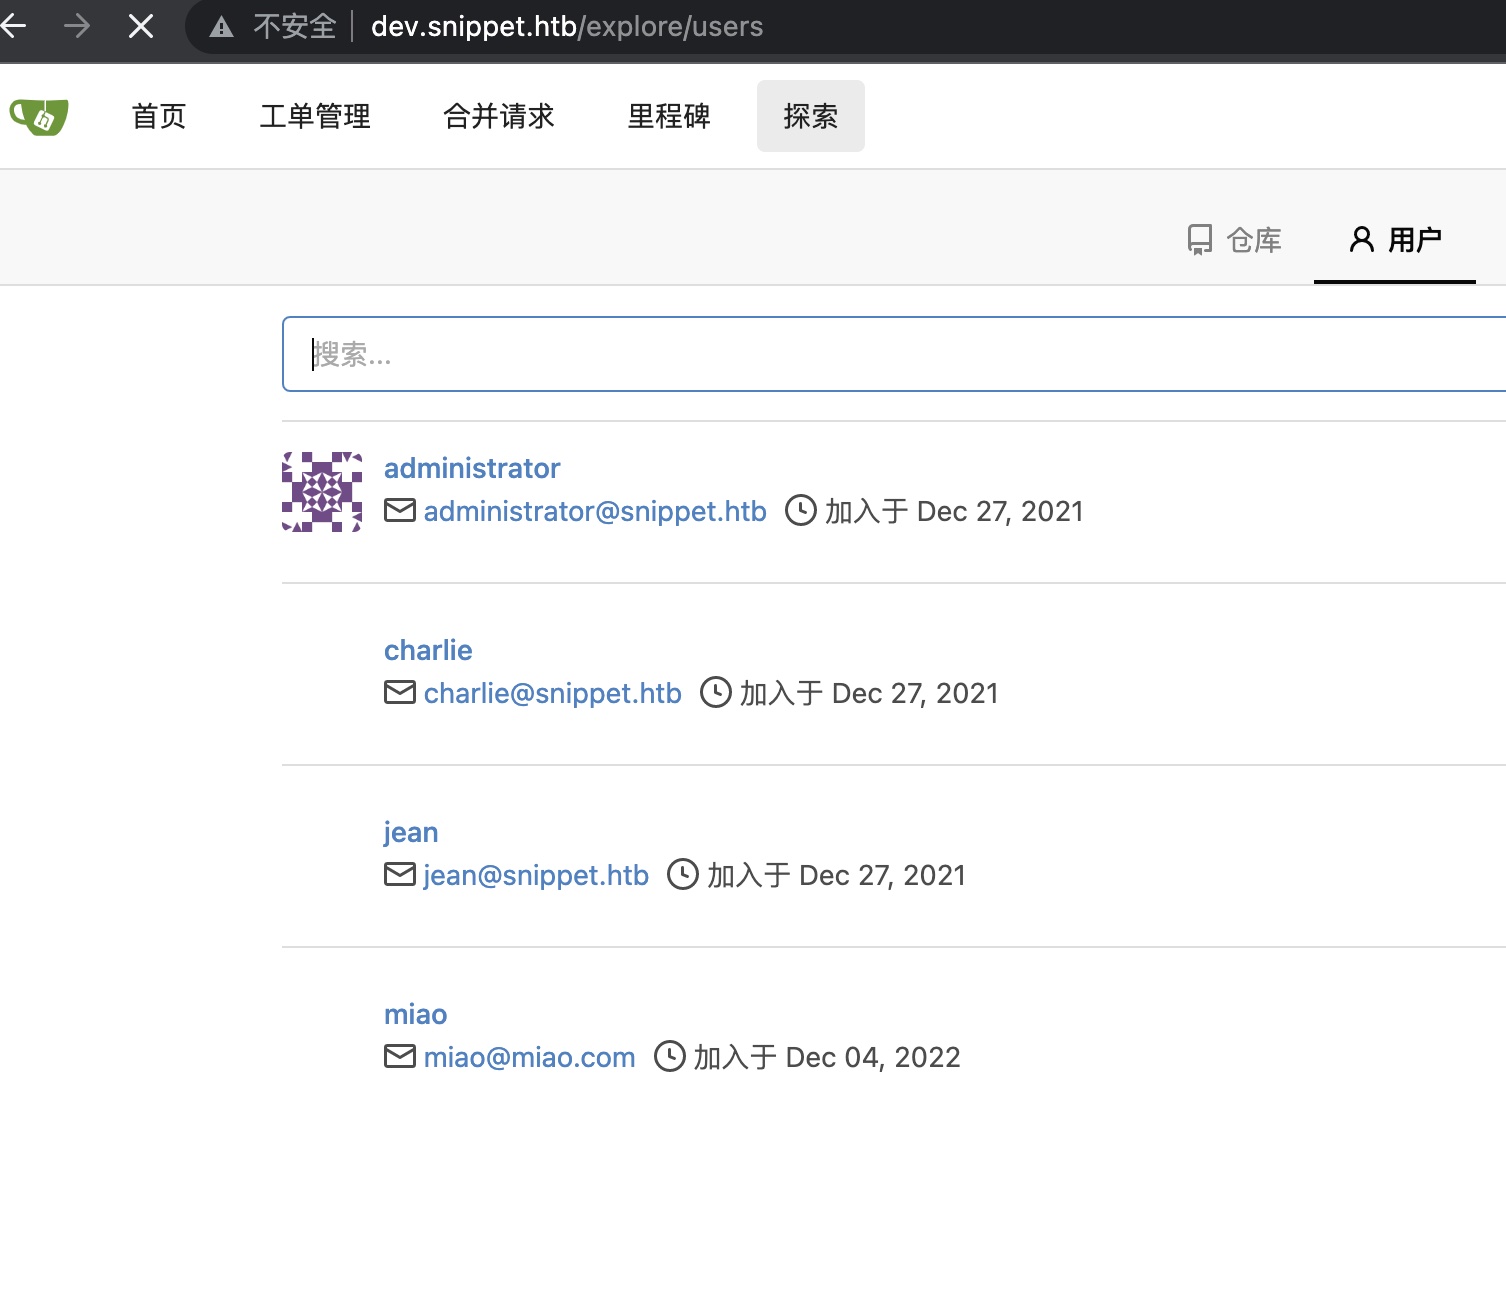 不安全 dev.snippet.htb/explore/users
首页 工单管理 合并请求 里程碑 探索
仓库 用户
搜索...
administrator
administrator@snippet.htb 加入于 Dec 27, 2021
charlie
charlie@snippet.htb 加入于 Dec 27, 2021
jean
jean@snippet.htb 加入于 Dec 27, 2021
miao
miao@miao.com 加入于 Dec 04, 2022